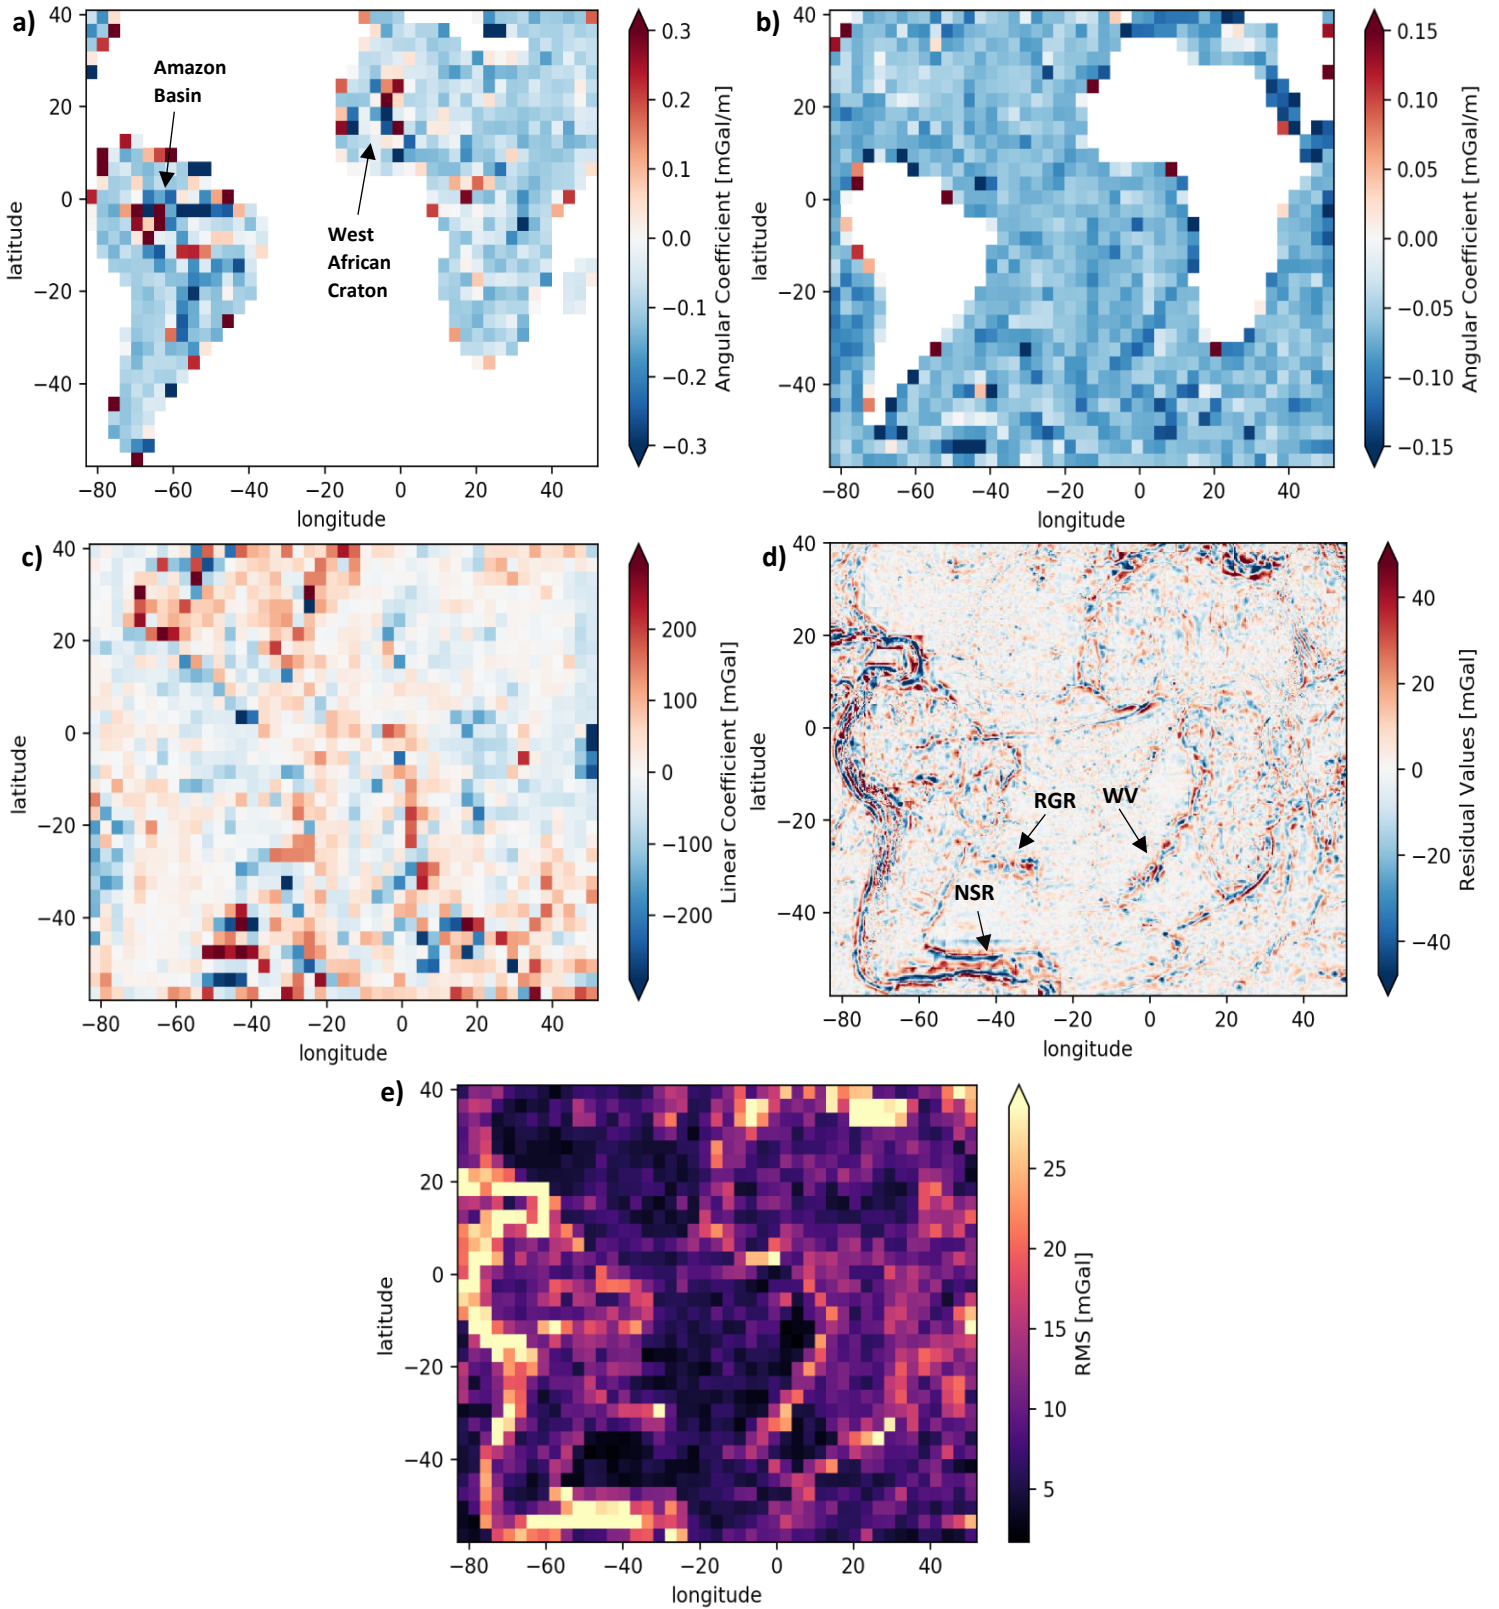 a)
Amazon
Basin
West
African
Craton
40
20
0
−20
−40
latitude
−80 −60 −40 −20 0 20 40
longitude
0.3
0.2
0.1
0.0
−0.1
−0.2
−0.3
Angular Coefficient [mGal/m]
b)
40
20
0
−20
−40
latitude
−80 −60 −40 −20 0 20 40
longitude
0.15
0.10
0.05
0.00
−0.05
−0.10
−0.15
Angular Coefficient [mGal/m]
c)
40
20
0
−20
−40
latitude
−80 −60 −40 −20 0 20 40
longitude
200
100
0
−100
−200
Linear Coefficient [mGal]
d)
RGR
WV
NSR
40
20
0
−20
−40
latitude
−80 −60 −40 −20 0 20 40
longitude
40
20
0
−20
−40
Residual Values [mGal]
e)
40
20
0
−20
−40
latitude
−80 −60 −40 −20 0 20 40
longitude
25
20
15
10
5
RMS [mGal]